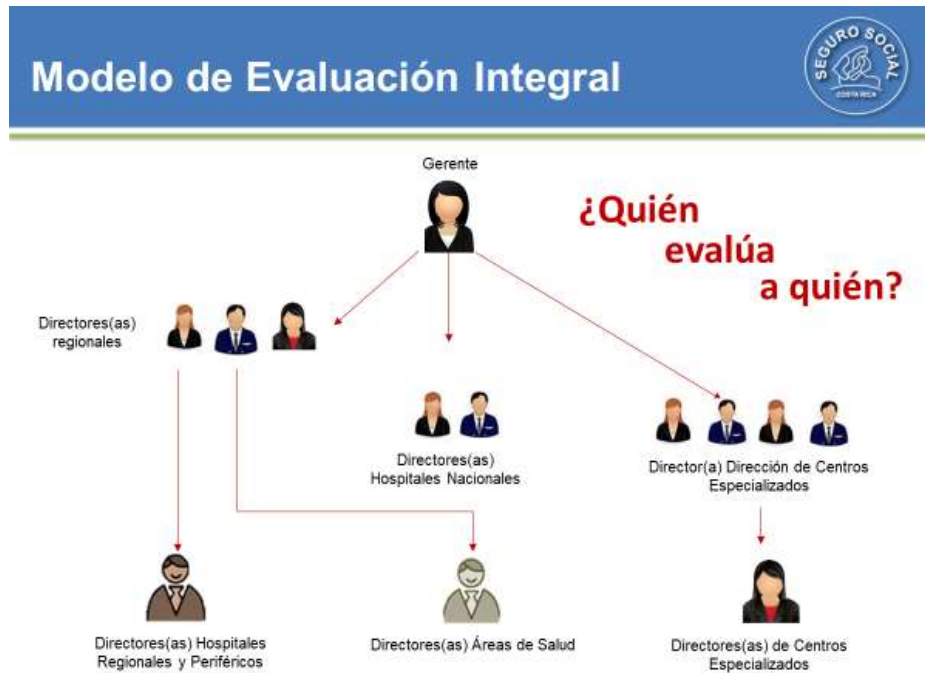 Modelo de Evaluación Integral
SEGURO SOCIAL
COSTA RICA
Gerente
¿Quién
evalúa
a quién?
Directores(as)
regionales
Directores(as)
Hospitales Nacionales
Director(a) Dirección de Centros
Especializados
Directores(as) Hospitales
Regionales y Periféricos
Directores(as) Áreas de Salud
Directores(as) de Centros
Especializados